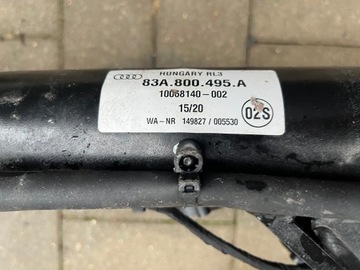 HUNGARY RL3
83A.800.495.A
10068140-002
15/20
02S
WA-NR 149827 / 005530